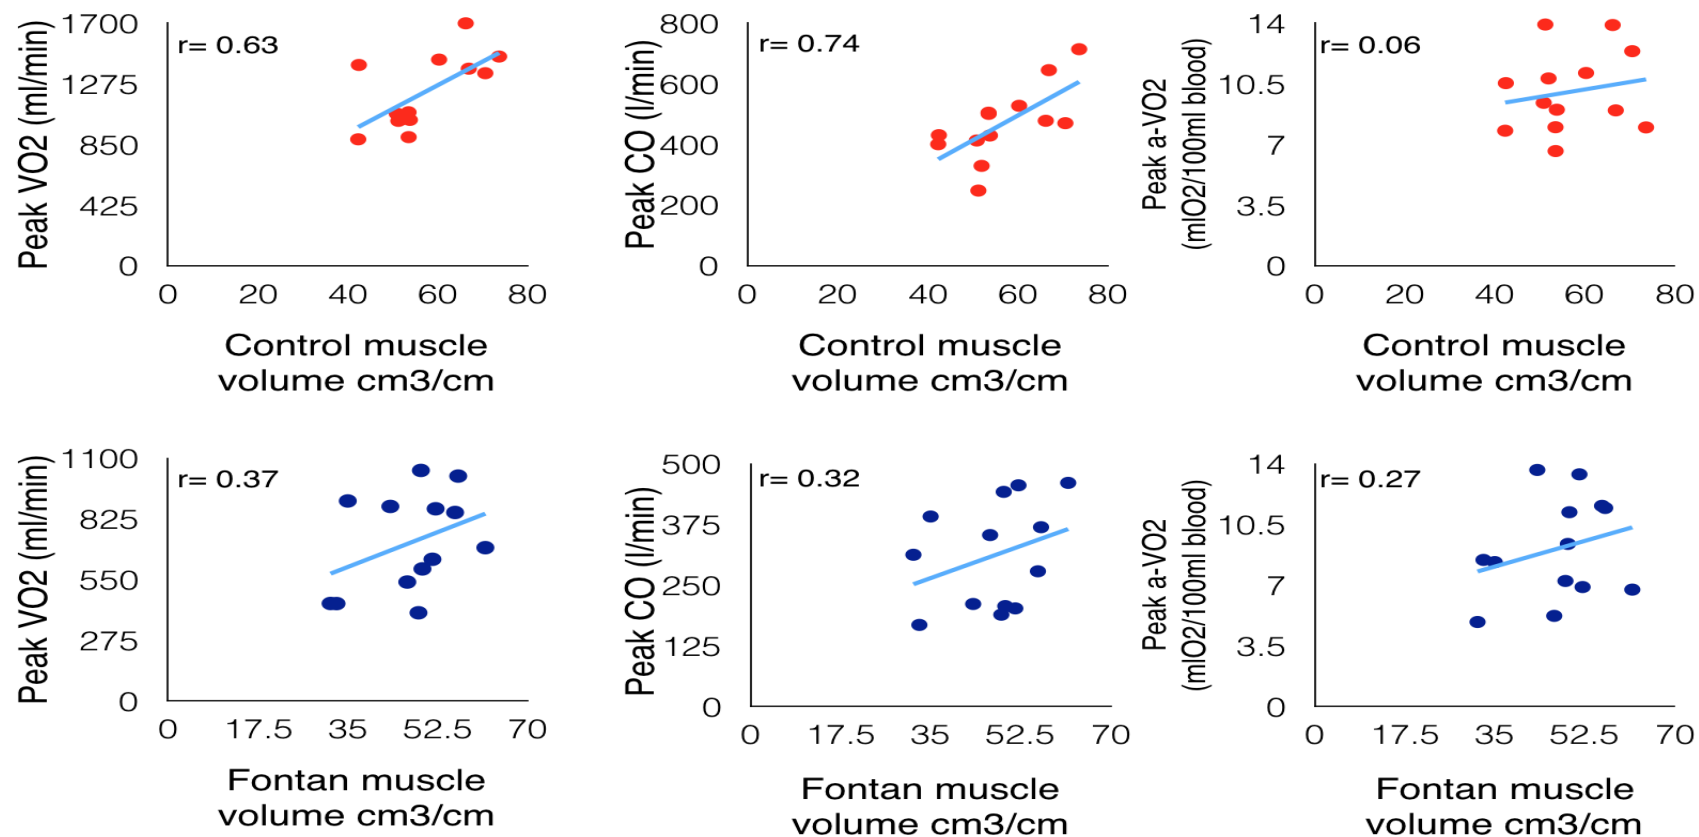 1700
1275
850
425
0
Peak VO2 (ml/min)
r= 0.63
0 20 40 60 80
Control muscle
volume cm3/cm
800
600
400
200
0
Peak CO (l/min)
r= 0.74
0 20 40 60 80
Control muscle
volume cm3/cm
14
10.5
7
3.5
0
Peak a-VO2
(mlO2/100ml blood)
r= 0.06
0 20 40 60 80
Control muscle
volume cm3/cm
1100
825
550
275
0
Peak VO2 (ml/min)
r= 0.37
0 17.5 35 52.5 70
Fontan muscle
volume cm3/cm
500
375
250
125
0
Peak CO (l/min)
r= 0.32
0 17.5 35 52.5 70
Fontan muscle
volume cm3/cm
14
10.5
7
3.5
0
Peak a-VO2
(mlO2/100ml blood)
r= 0.27
0 17.5 35 52.5 70
Fontan muscle
volume cm3/cm